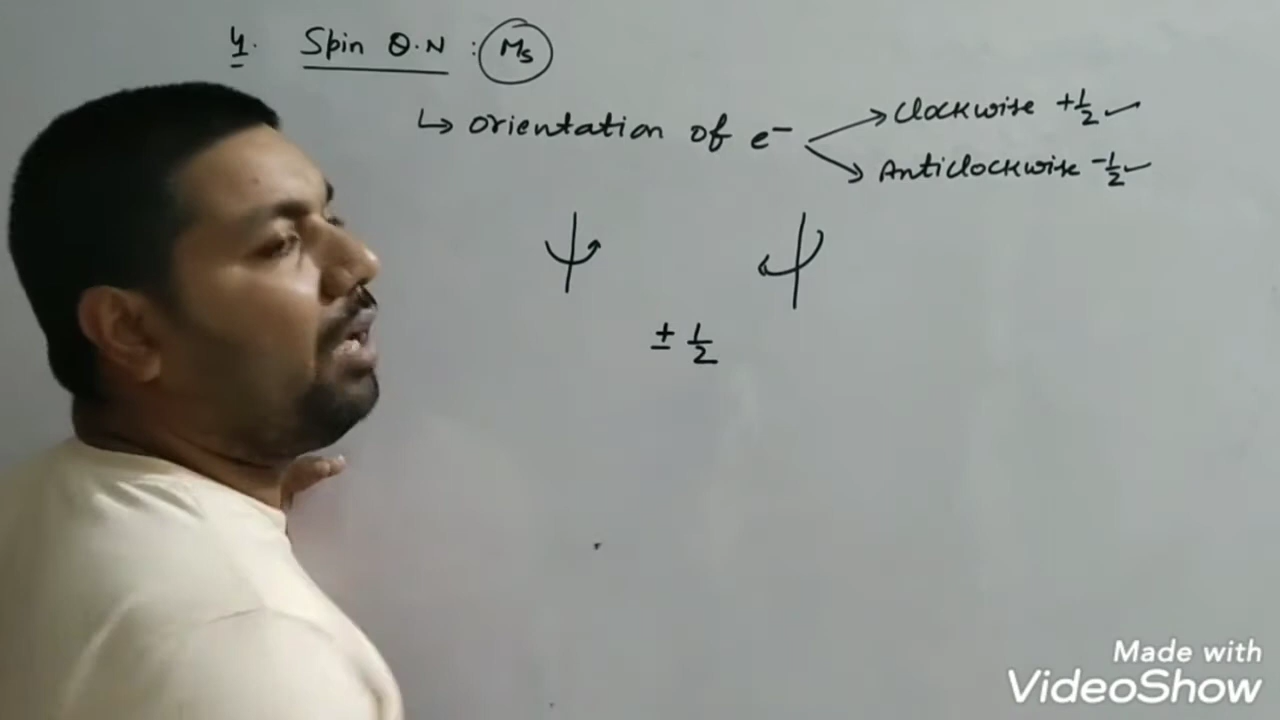 4. Spin Q.N : Ms
↳ orientation of e⁻ → Clockwise +1/2 ✓
→ Anticlockwise -1/2 ✓
± 1/2
Made with
VideoShow